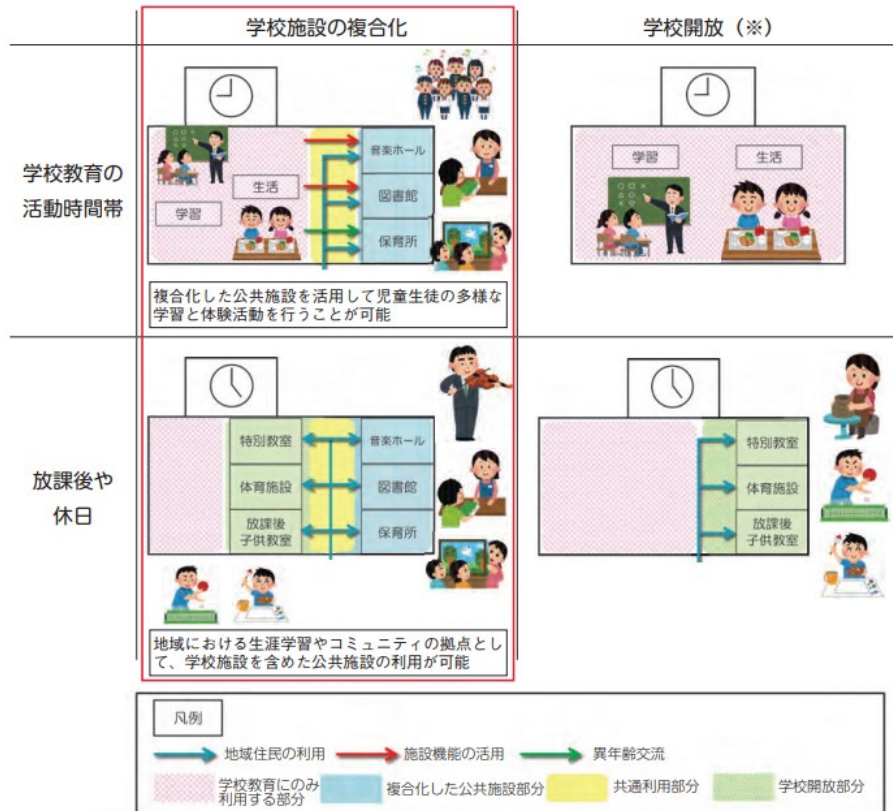 学校施設の複合化
学校開放（※）
学校教育の
活動時間帯
学習
生活
音楽ホール
図書館
保育所
複合化した公共施設を活用して児童生徒の多様な
学習と体験活動を行うことが可能
学習
生活
放課後や
休日
特別教室
体育施設
放課後
子供教室
音楽ホール
図書館
保育所
地域における生涯学習やコミュニティの拠点とし
て、学校施設を含めた公共施設の利用が可能
特別教室
体育施設
放課後
子供教室
凡例
地域住民の利用
施設機能の活用
異年齢交流
学校教育にのみ
利用する部分
複合化した公共施設部分
共通利用部分
学校開放部分